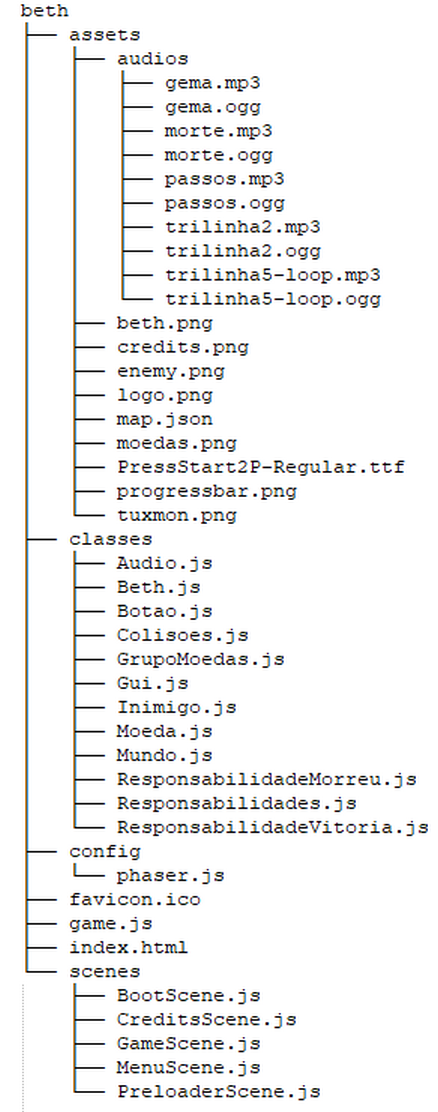 beth
assets
audios
gema.mp3
gema.ogg
morte.mp3
morte.ogg
passos.mp3
passos.ogg
trilinha2.mp3
trilinha2.ogg
trilinha5-loop.mp3
trilinha5-loop.ogg
beth.png
credits.png
enemy.png
logo.png
map.json
moedas.png
PressStart2P-Regular.ttf
progressbar.png
tuxmon.png
classes
Audio.js
Beth.js
Botao.js
Colisoes.js
GrupoMoedas.js
Gui.js
Inimigo.js
Moeda.js
Mundo.js
ResponsabilidadeMorreu.js
Responsabilidades.js
ResponsabilidadeVitoria.js
config
phaser.js
favicon.ico
game.js
index.html
scenes
BootScene.js
CreditsScene.js
GameScene.js
MenuScene.js
PreloaderScene.js